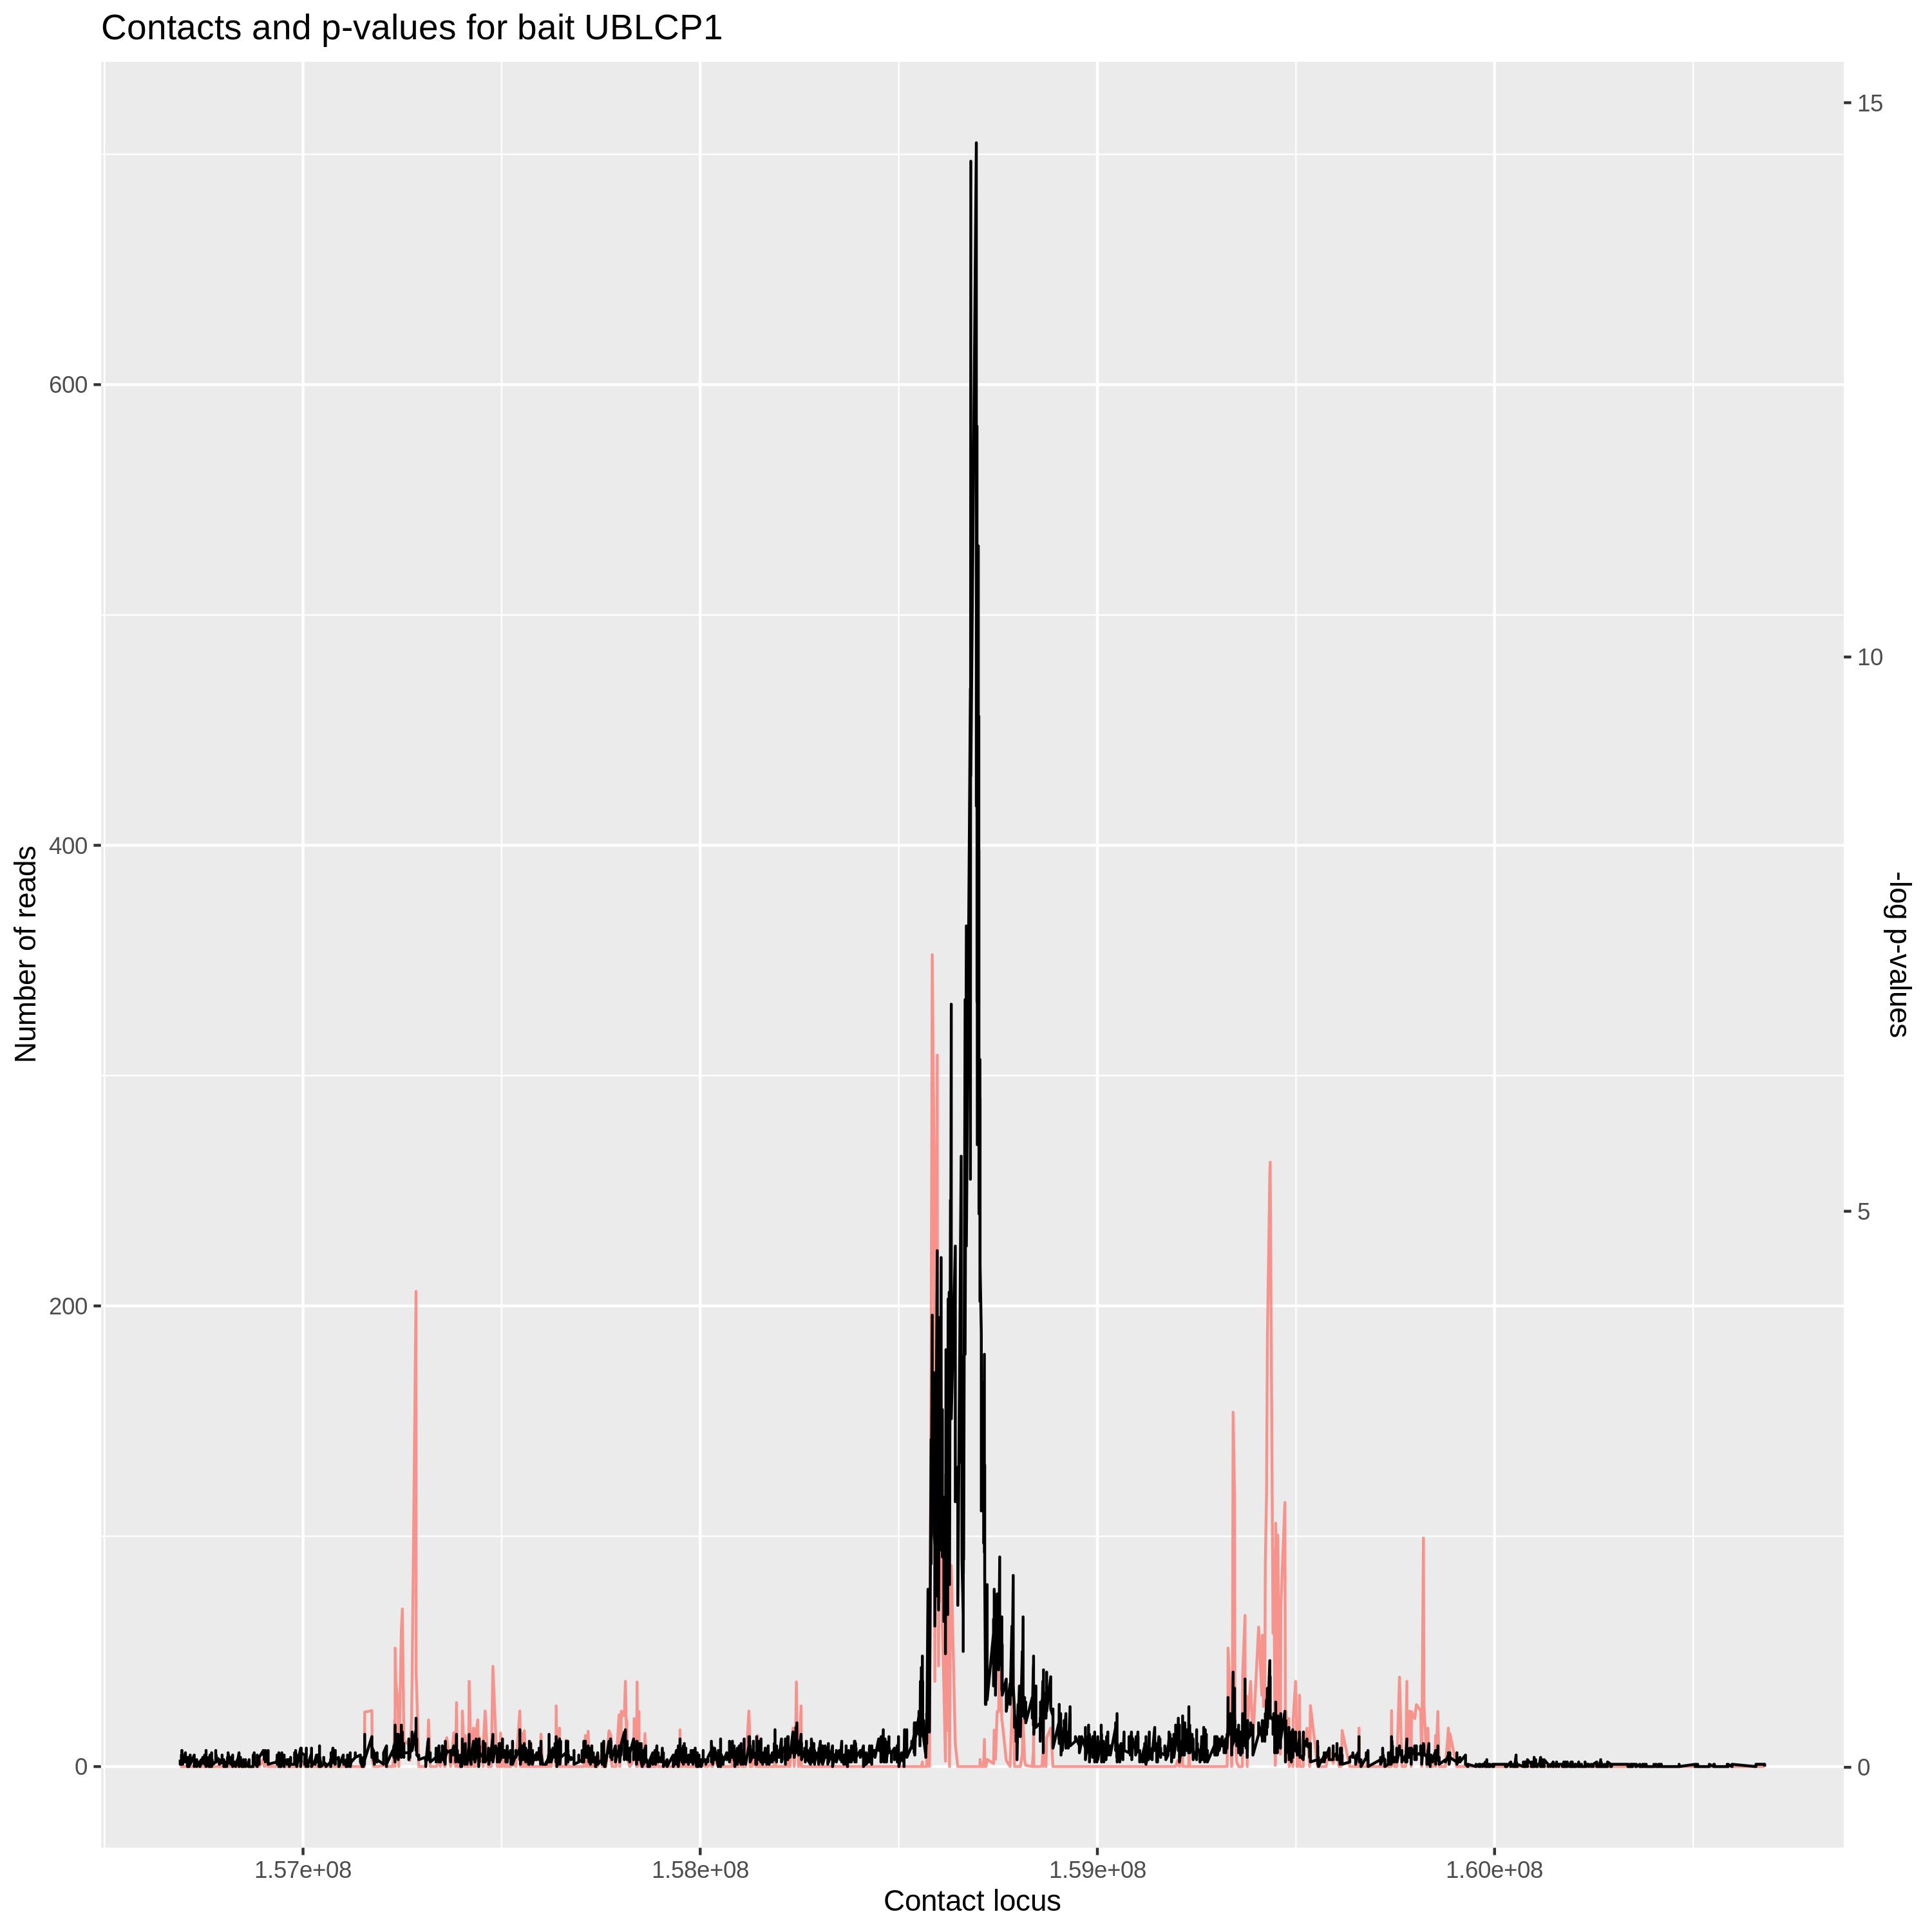 Contacts and p-values for bait UBLCP1
15
600
10
400
Number of reads
-log p-values
5
200
0
0
1.57e+08
1.58e+08
1.59e+08
1.60e+08
Contact locus